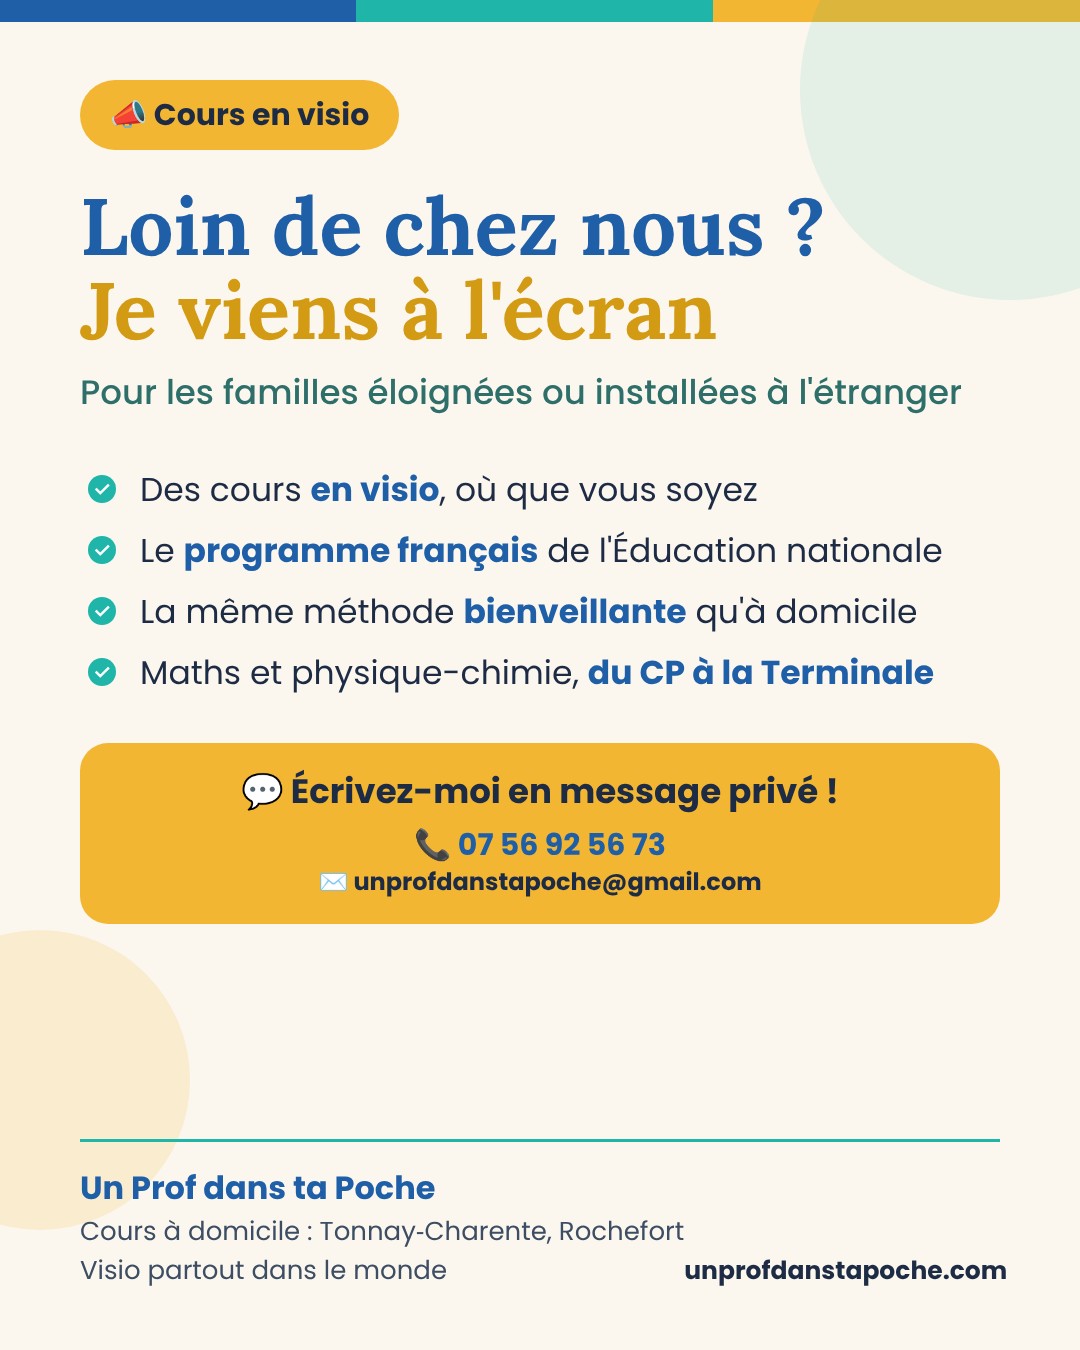 📣 Cours en visio
Loin de chez nous ?
Je viens à l'écran
Pour les familles éloignées ou installées à l'étranger
Des cours en visio, où que vous soyez
Le programme français de l'Éducation nationale
La même méthode bienveillante qu'à domicile
Maths et physique-chimie, du CP à la Terminale
💬 Écrivez-moi en message privé !
📞 07 56 92 56 73
✉️ unprofdanstapoche@gmail.com
Un Prof dans ta Poche
Cours à domicile : Tonnay-Charente, Rochefort
Visio partout dans le monde
unprofdanstapoche.com